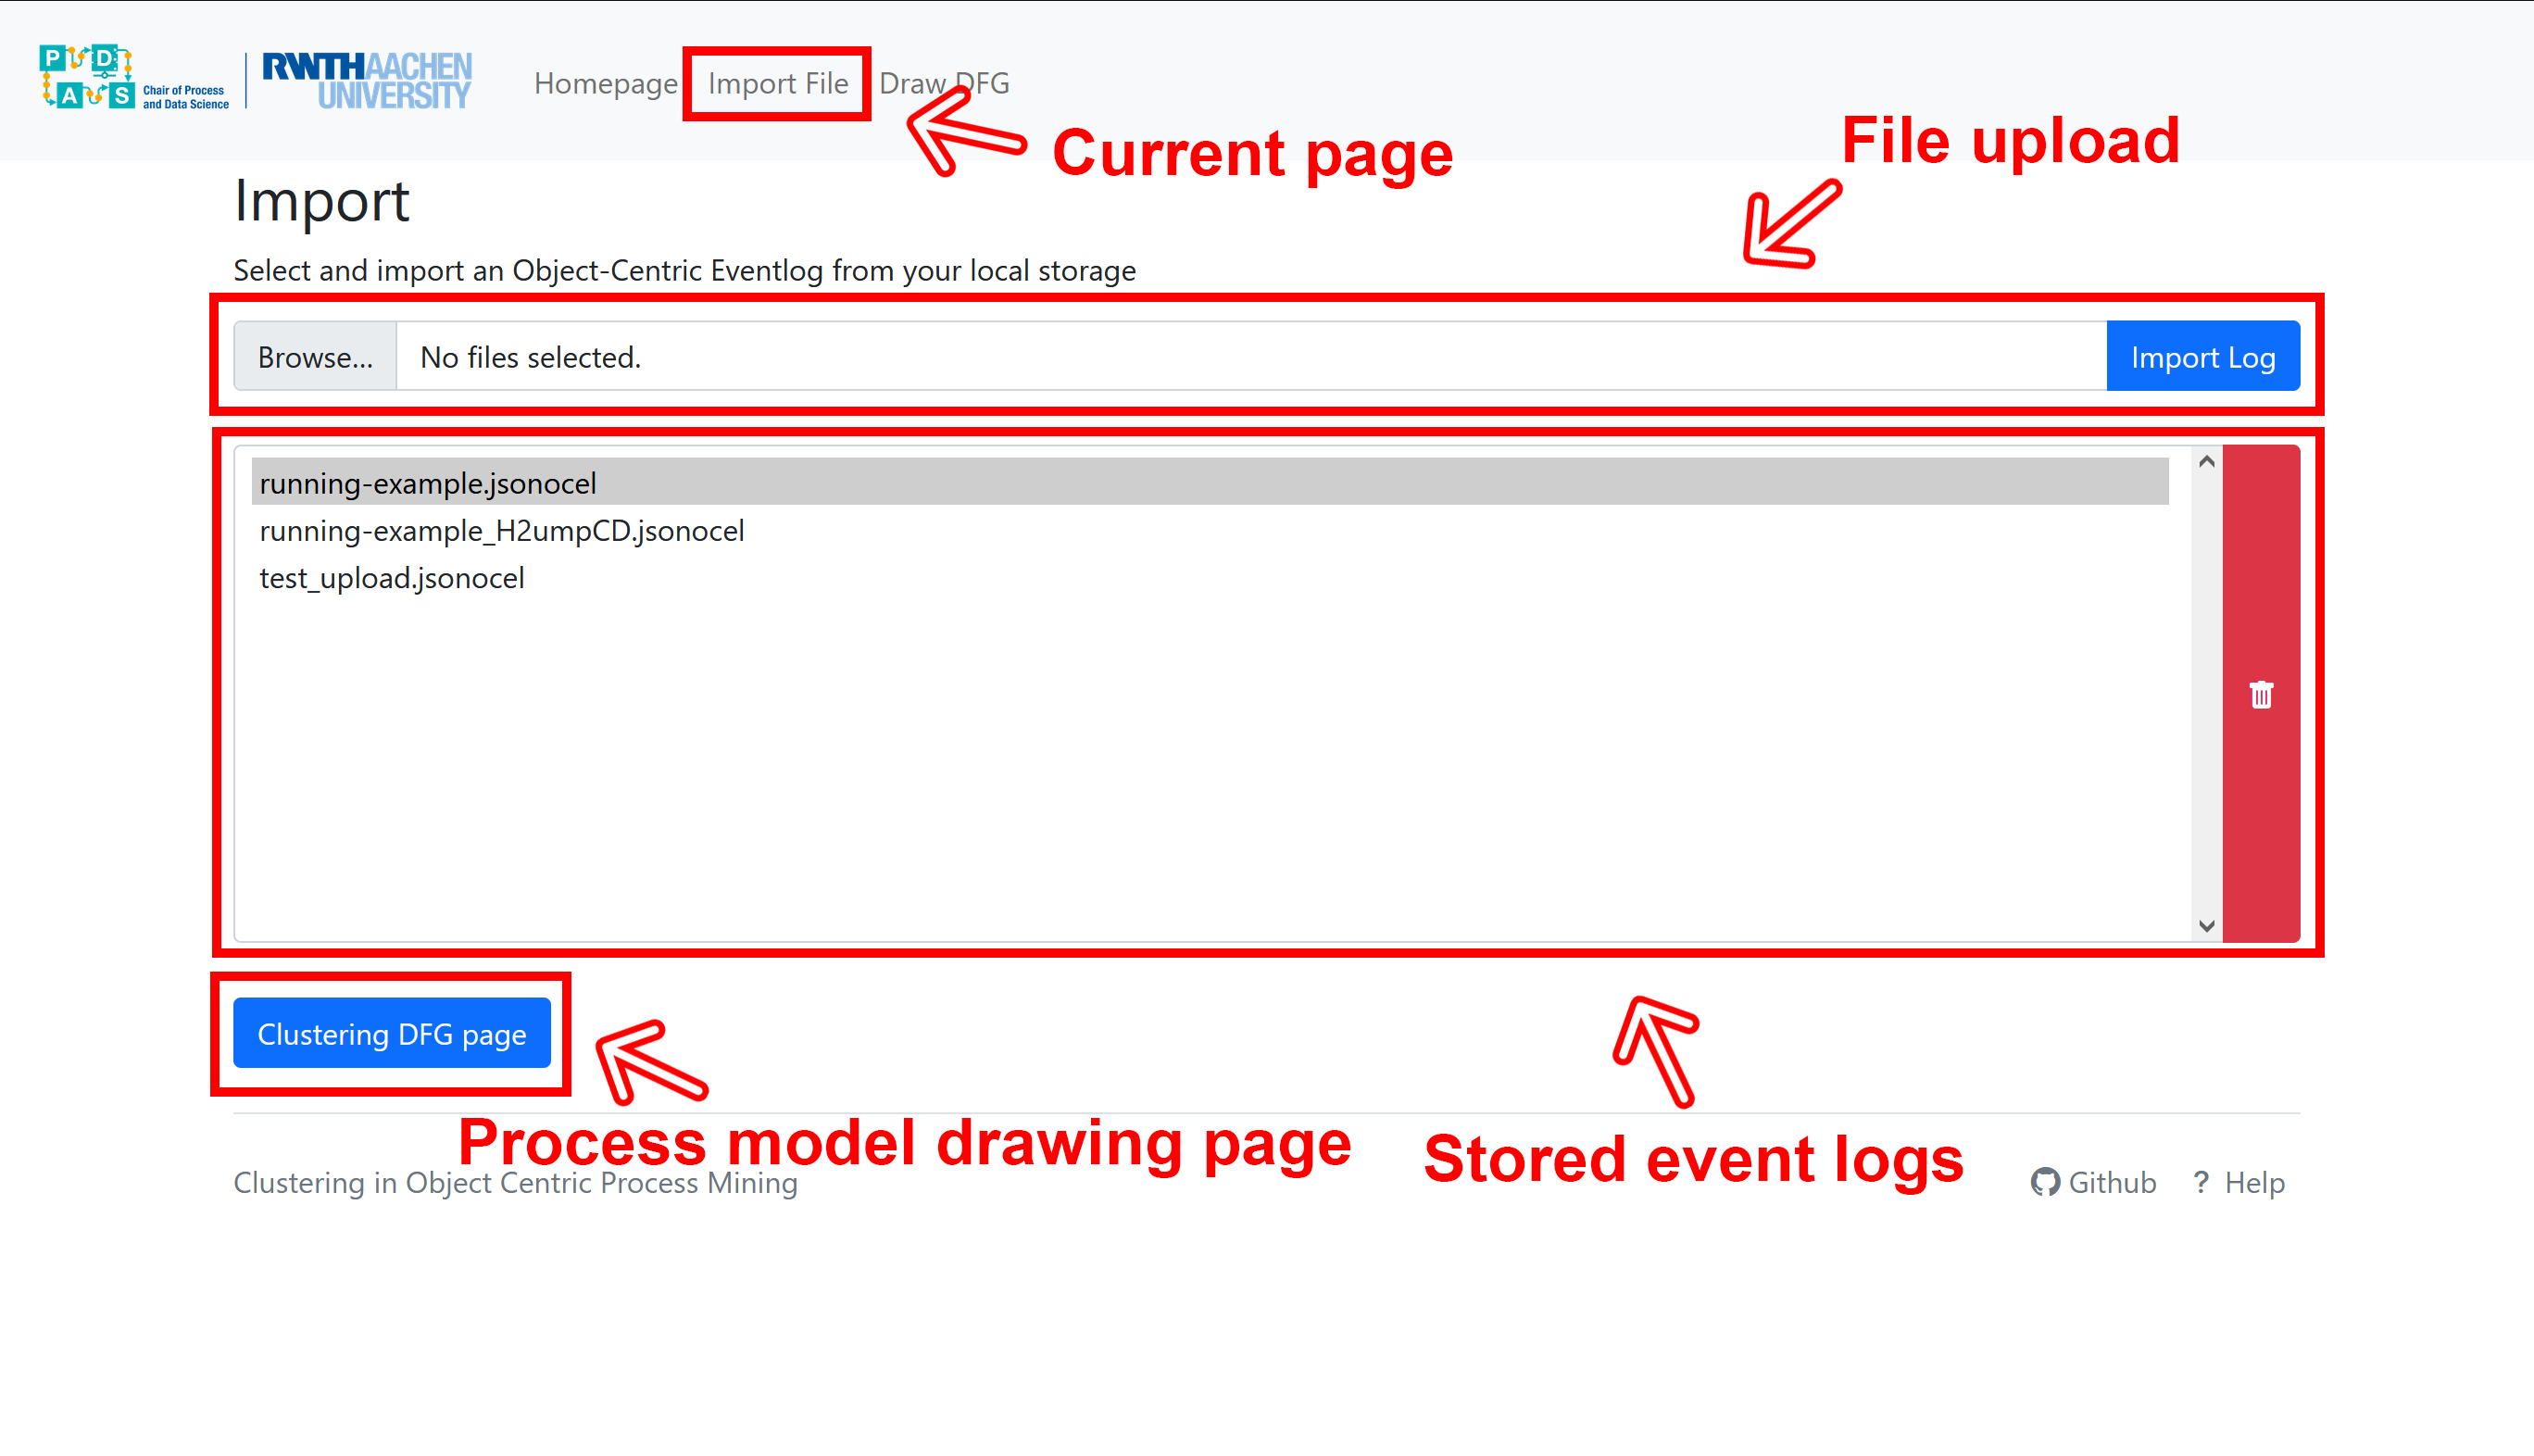 P D
A S
Chair of Process
and Data Science
RWTHAACHEN
UNIVERSITY
Homepage Import File Draw DFG
Current page
File upload
Import
Select and import an Object-Centric Eventlog from your local storage
Browse... No files selected. Import Log
running-example.jsonocel
running-example_H2umpCD.jsonocel
test_upload.jsonocel
Clustering DFG page
Process model drawing page
Stored event logs
Clustering in Object Centric Process Mining Github ? Help